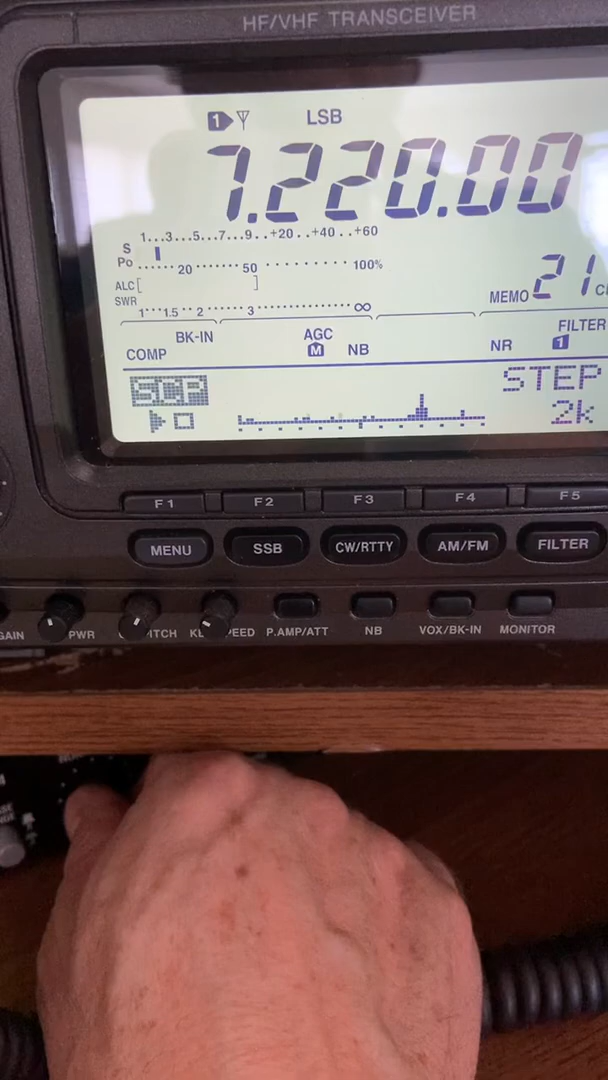 HF/VHF TRANSCEIVER
1 LSB
7.220.00
1...3...5...7...9..+20..+40..+60
S
Po 20 50 100%
ALC
SWR 1 1.5 2 3 ∞
MEMO 21
BK-IN AGC FILTER
COMP M NB NR 1
SCP STEP
2k
F1 F2 F3 F4 F5
MENU SSB CW/RTTY AM/FM FILTER
GAIN PWR P.AMP/ATT NB VOX/BK-IN MONITOR